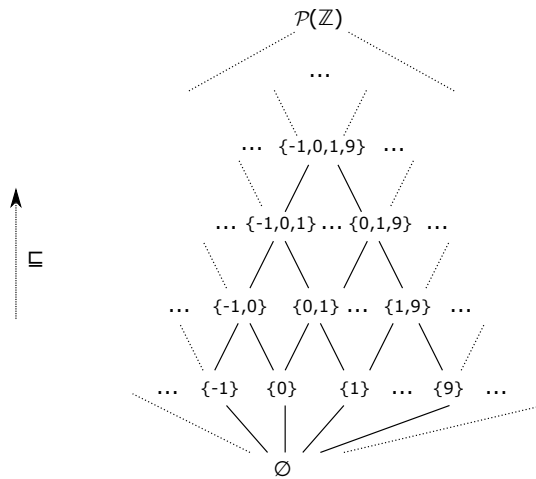 𝒫(ℤ)
...
... {-1,0,1,9} ...
... {-1,0,1} ... {0,1,9} ...
⊑
... {-1,0} {0,1} ... {1,9} ...
... {-1} {0} {1} ... {9} ...
∅